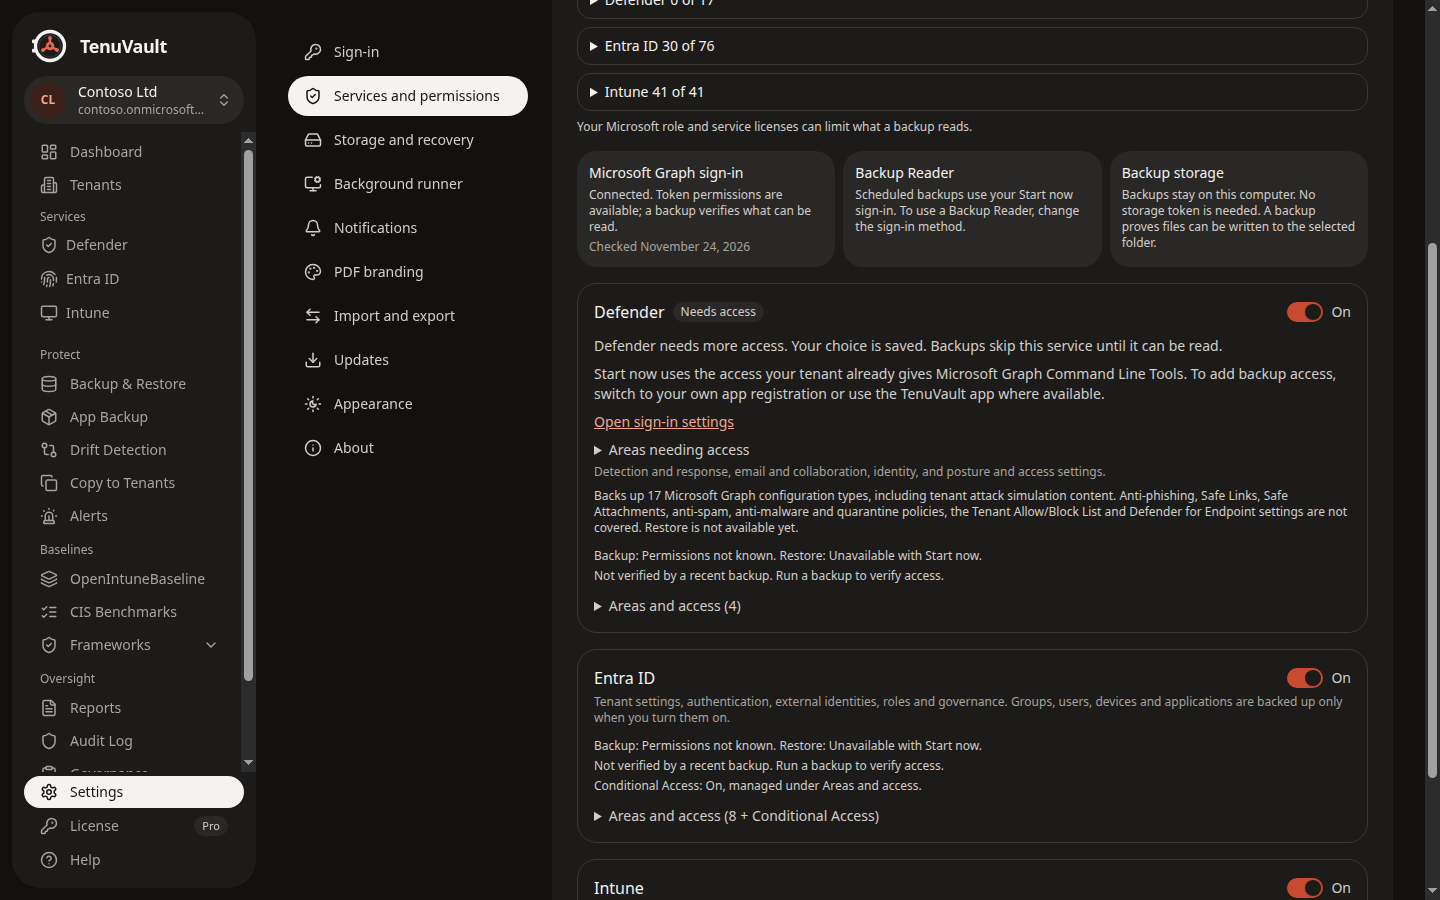 TenuVault
CL
Contoso Ltd
contoso.onmicrosoft...
Dashboard
Tenants
Services
Defender
Entra ID
Intune
Protect
Backup & Restore
App Backup
Drift Detection
Copy to Tenants
Alerts
Baselines
OpenIntuneBaseline
CIS Benchmarks
Frameworks
Oversight
Reports
Audit Log
Settings
License
Pro
Help
Sign-in
Services and permissions
Storage and recovery
Background runner
Notifications
PDF branding
Import and export
Updates
Appearance
About
Defender 0 of 17
Entra ID 30 of 76
Intune 41 of 41
Your Microsoft role and service licenses can limit what a backup reads.
Microsoft Graph sign-in
Connected. Token permissions are
available; a backup verifies what can be
read.
Checked November 24, 2026
Backup Reader
Scheduled backups use your Start now
sign-in. To use a Backup Reader, change
the sign-in method.
Backup storage
Backups stay on this computer. No
storage token is needed. A backup
proves files can be written to the selected
folder.
Defender
Needs access
On
Defender needs more access. Your choice is saved. Backups skip this service until it can be read.
Start now uses the access your tenant already gives Microsoft Graph Command Line Tools. To add backup access,
switch to your own app registration or use the TenuVault app where available.
Open sign-in settings
Areas needing access
Detection and response, email and collaboration, identity, and posture and access settings.
Backs up 17 Microsoft Graph configuration types, including tenant attack simulation content. Anti-phishing, Safe Links, Safe
Attachments, anti-spam, anti-malware and quarantine policies, the Tenant Allow/Block List and Defender for Endpoint settings are not
covered. Restore is not available yet.
Backup: Permissions not known. Restore: Unavailable with Start now.
Not verified by a recent backup. Run a backup to verify access.
Areas and access (4)
Entra ID
On
Tenant settings, authentication, external identities, roles and governance. Groups, users, devices and applications are backed up only
when you turn them on.
Backup: Permissions not known. Restore: Unavailable with Start now.
Not verified by a recent backup. Run a backup to verify access.
Conditional Access: On, managed under Areas and access.
Areas and access (8 + Conditional Access)
Intune
On